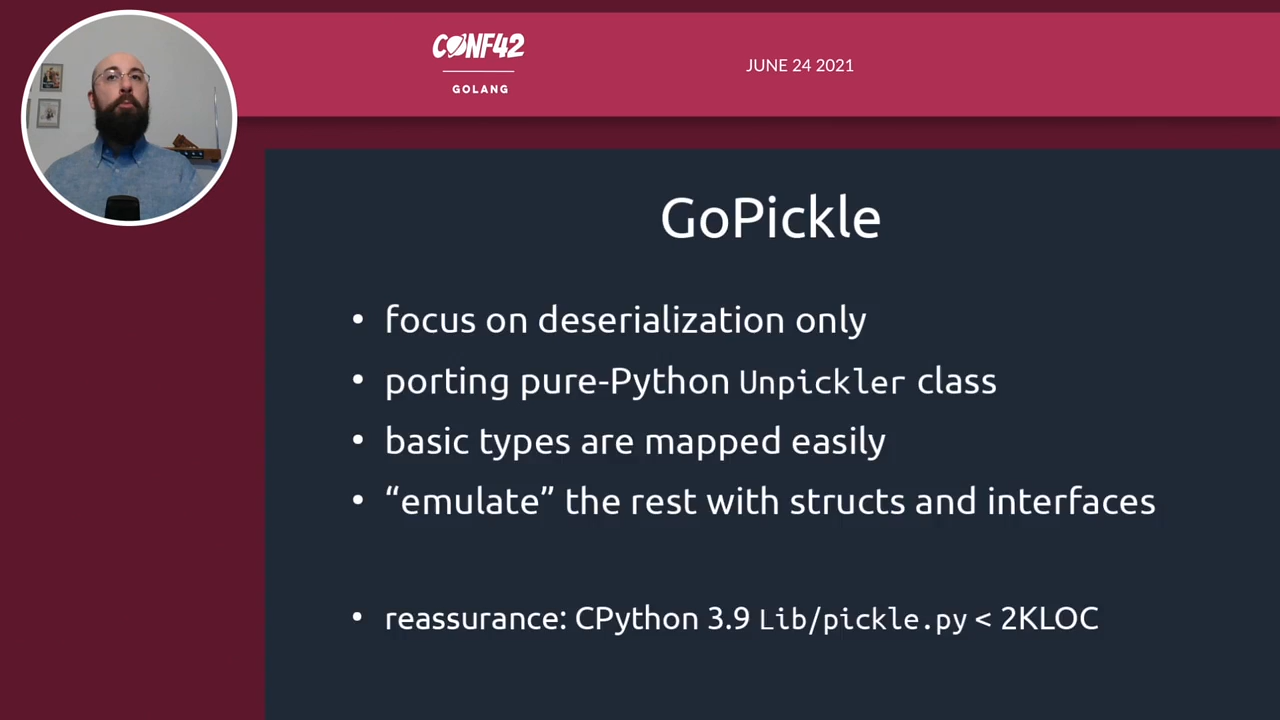 CONF42
GOLANG
JUNE 24 2021
GoPickle
• focus on deserialization only
• porting pure-Python Unpickler class
• basic types are mapped easily
• “emulate” the rest with structs and interfaces
• reassurance: CPython 3.9 Lib/pickle.py < 2KLOC